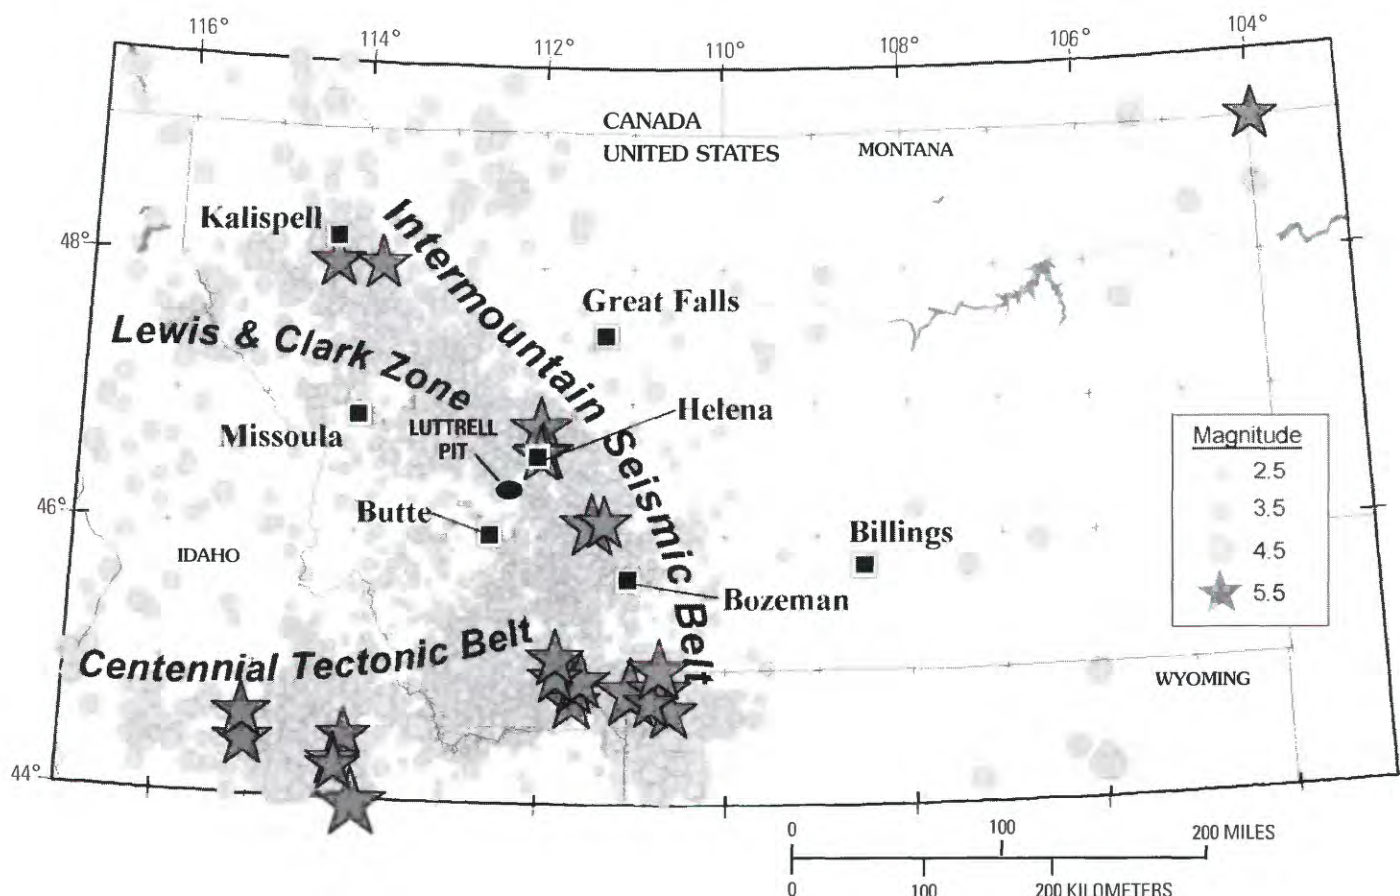 116°
114°
112°
110°
108°
106°
104°
CANADA
UNITED STATES
MONTANA
Kalispell
48°
Intermountain Seismic Belt
Great Falls
Lewis & Clark Zone
Helena
Missoula
LUTTRELL
PIT
Magnitude
2.5
3.5
4.5
5.5
46°
Butte
Billings
IDAHO
Bozeman
Centennial Tectonic Belt
WYOMING
44°
0
100
200 MILES
0
100
200 KILOMETERS